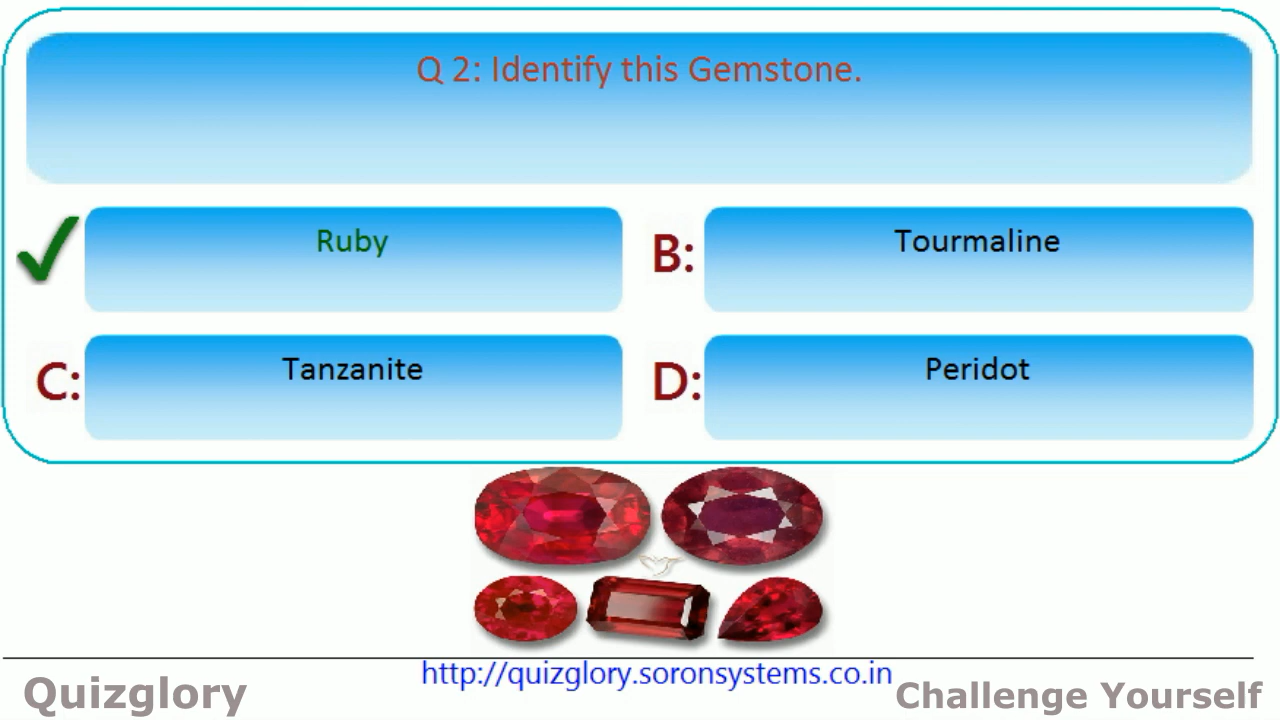 Q 2: Identify this Gemstone.
Ruby
B: Tourmaline
C: Tanzanite
D: Peridot
http://quizglory.soronsystems.co.in
Quizglory
Challenge Yourself